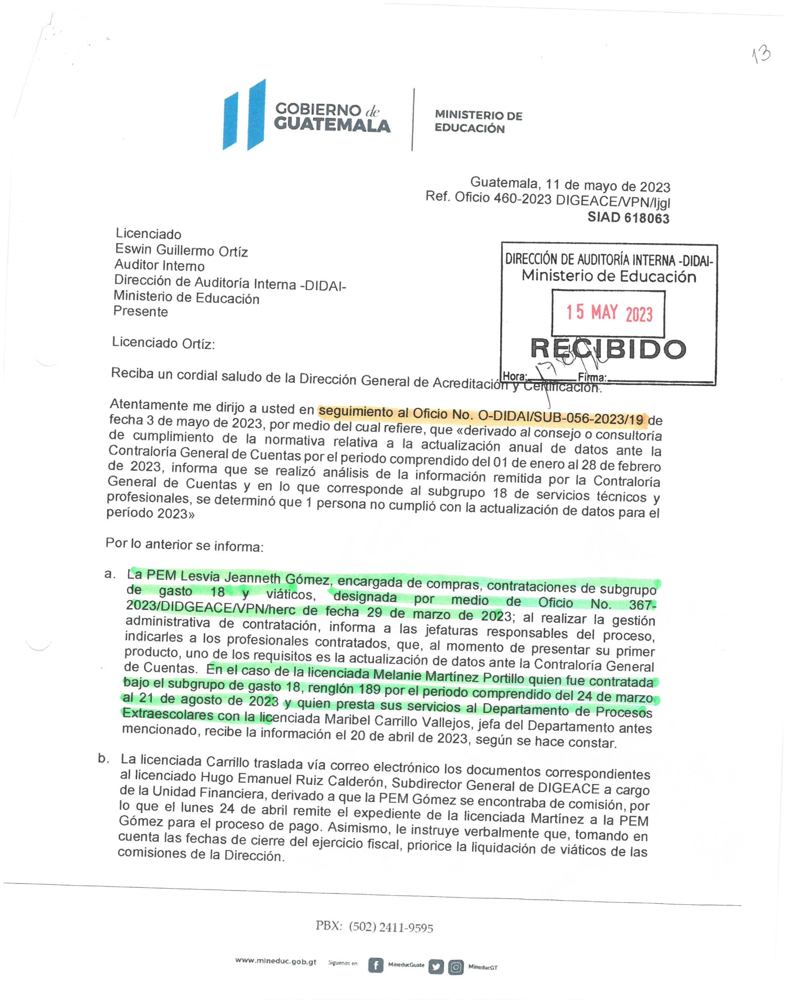 13
GOBIERNO de
GUATEMALA
MINISTERIO DE
EDUCACIÓN
Guatemala, 11 de mayo de 2023
Ref. Oficio 460-2023 DIGEACE/VPN/ljgl
SIAD 618063
Licenciado
Eswin Guillermo Ortíz
Auditor Interno
Dirección de Auditoría Interna -DIDAI-
Ministerio de Educación
Presente
DIRECCIÓN DE AUDITORÍA INTERNA -DIDAI-
Ministerio de Educación
15 MAY 2023
RECIBIDO
Hora: Firma:
Licenciado Ortíz:
Reciba un cordial saludo de la Dirección General de Acreditación y Certificación.
Atentamente me dirijo a usted en seguimiento al Oficio No. O-DIDAI/SUB-056-2023/19 de
fecha 3 de mayo de 2023, por medio del cual refiere, que «derivado al consejo o consultoría
de cumplimiento de la normativa relativa a la actualización anual de datos ante la
Contraloría General de Cuentas por el periodo comprendido del 01 de enero al 28 de febrero
de 2023, informa que se realizó análisis de la información remitida por la Contraloría
General de Cuentas y en lo que corresponde al subgrupo 18 de servicios técnicos y
profesionales, se determinó que 1 persona no cumplió con la actualización de datos para el
período 2023»
Por lo anterior se informa:
a. La PEM Lesvia Jeanneth Gómez, encargada de compras, contrataciones de subgrupo
de gasto 18 y viáticos, designada por medio de Oficio No. 367-
2023/DIDGEACE/VPN/herc de fecha 29 de marzo de 2023; al realizar la gestión
administrativa de contratación, informa a las jefaturas responsables del proceso,
indicarles a los profesionales contratados, que, al momento de presentar su primer
producto, uno de los requisitos es la actualización de datos ante la Contraloría General
de Cuentas. En el caso de la licenciada Melanie Martínez Portillo quien fue contratada
bajo el subgrupo de gasto 18, renglón 189 por el periodo comprendido del 24 de marzo
al 21 de agosto de 2023 y quien presta sus servicios al Departamento de Procesos
Extraescolares con la licenciada Maribel Carrillo Vallejos, jefa del Departamento antes
mencionado, recibe la información el 20 de abril de 2023, según se hace constar.
b. La licenciada Carrillo traslada vía correo electrónico los documentos correspondientes
al licenciado Hugo Emanuel Ruiz Calderón, Subdirector General de DIGEACE a cargo
de la Unidad Financiera, derivado a que la PEM Gómez se encontraba de comisión, por
lo que el lunes 24 de abril remite el expediente de la licenciada Martínez a la PEM
Gómez para el proceso de pago. Asimismo, le instruye verbalmente que, tomando en
cuenta las fechas de cierre del ejercicio fiscal, priorice la liquidación de viáticos de las
comisiones de la Dirección.
PBX: (502) 2411-9595
www.mineduc.gob.gt Síguenos en: MineducGuate MineducGT